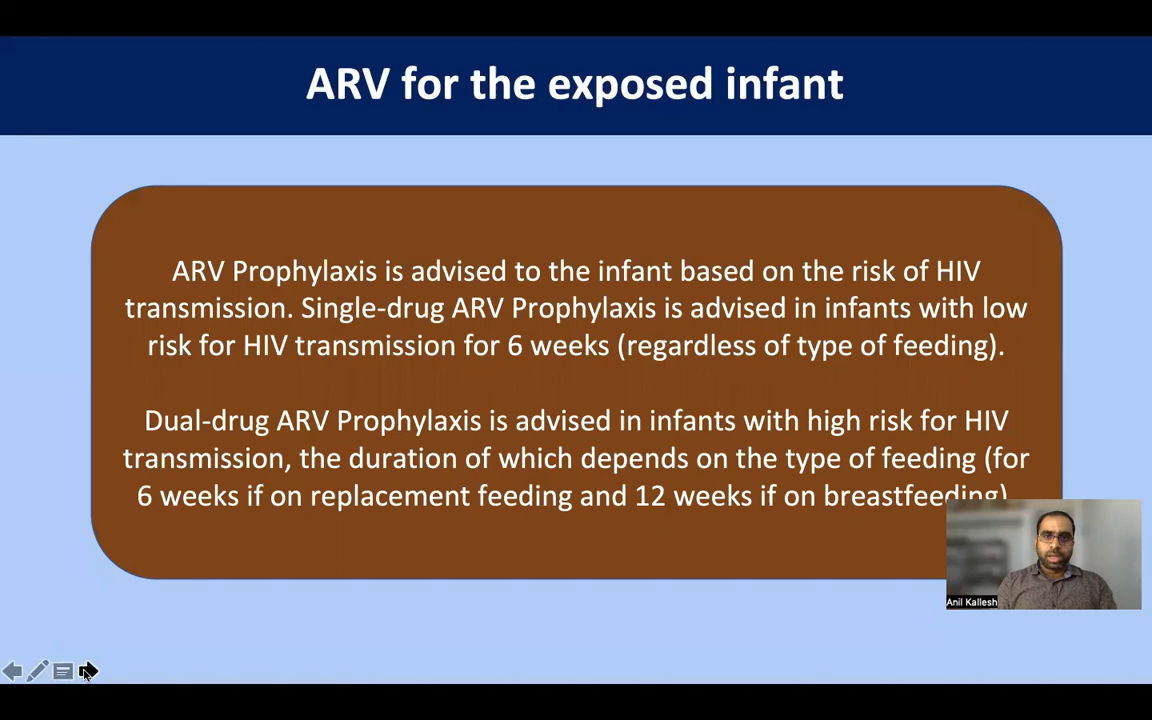 ARV for the exposed infant
ARV Prophylaxis is advised to the infant based on the risk of HIV
transmission. Single-drug ARV Prophylaxis is advised in infants with low
risk for HIV transmission for 6 weeks (regardless of type of feeding).
Dual-drug ARV Prophylaxis is advised in infants with high risk for HIV
transmission, the duration of which depends on the type of feeding (for
6 weeks if on replacement feeding and 12 weeks if on breastfeeding)
Anil Kallesh